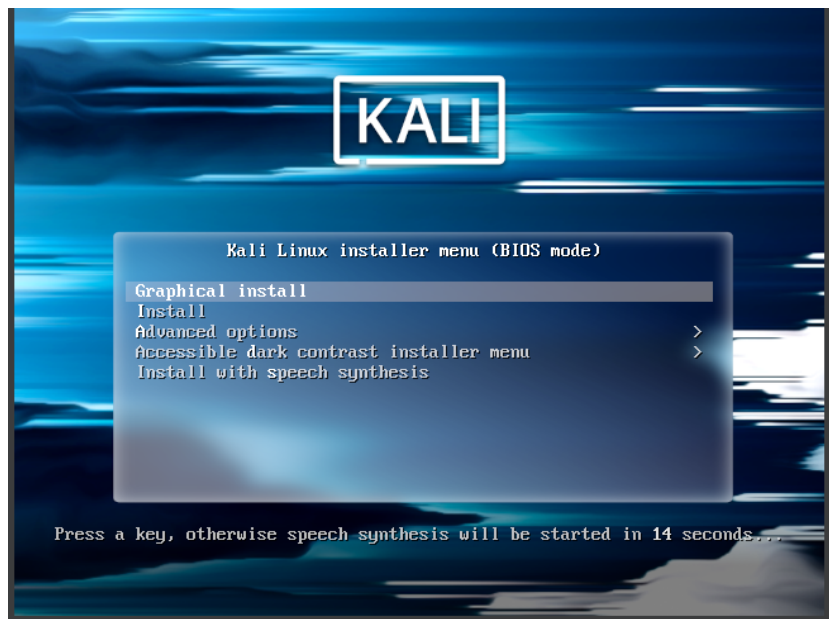 KALI
Kali Linux installer menu (BIOS mode)
Graphical install
Install
Advanced options >
Accessible dark contrast installer menu >
Install with speech synthesis
Press a key, otherwise speech synthesis will be started in 14 seconds...